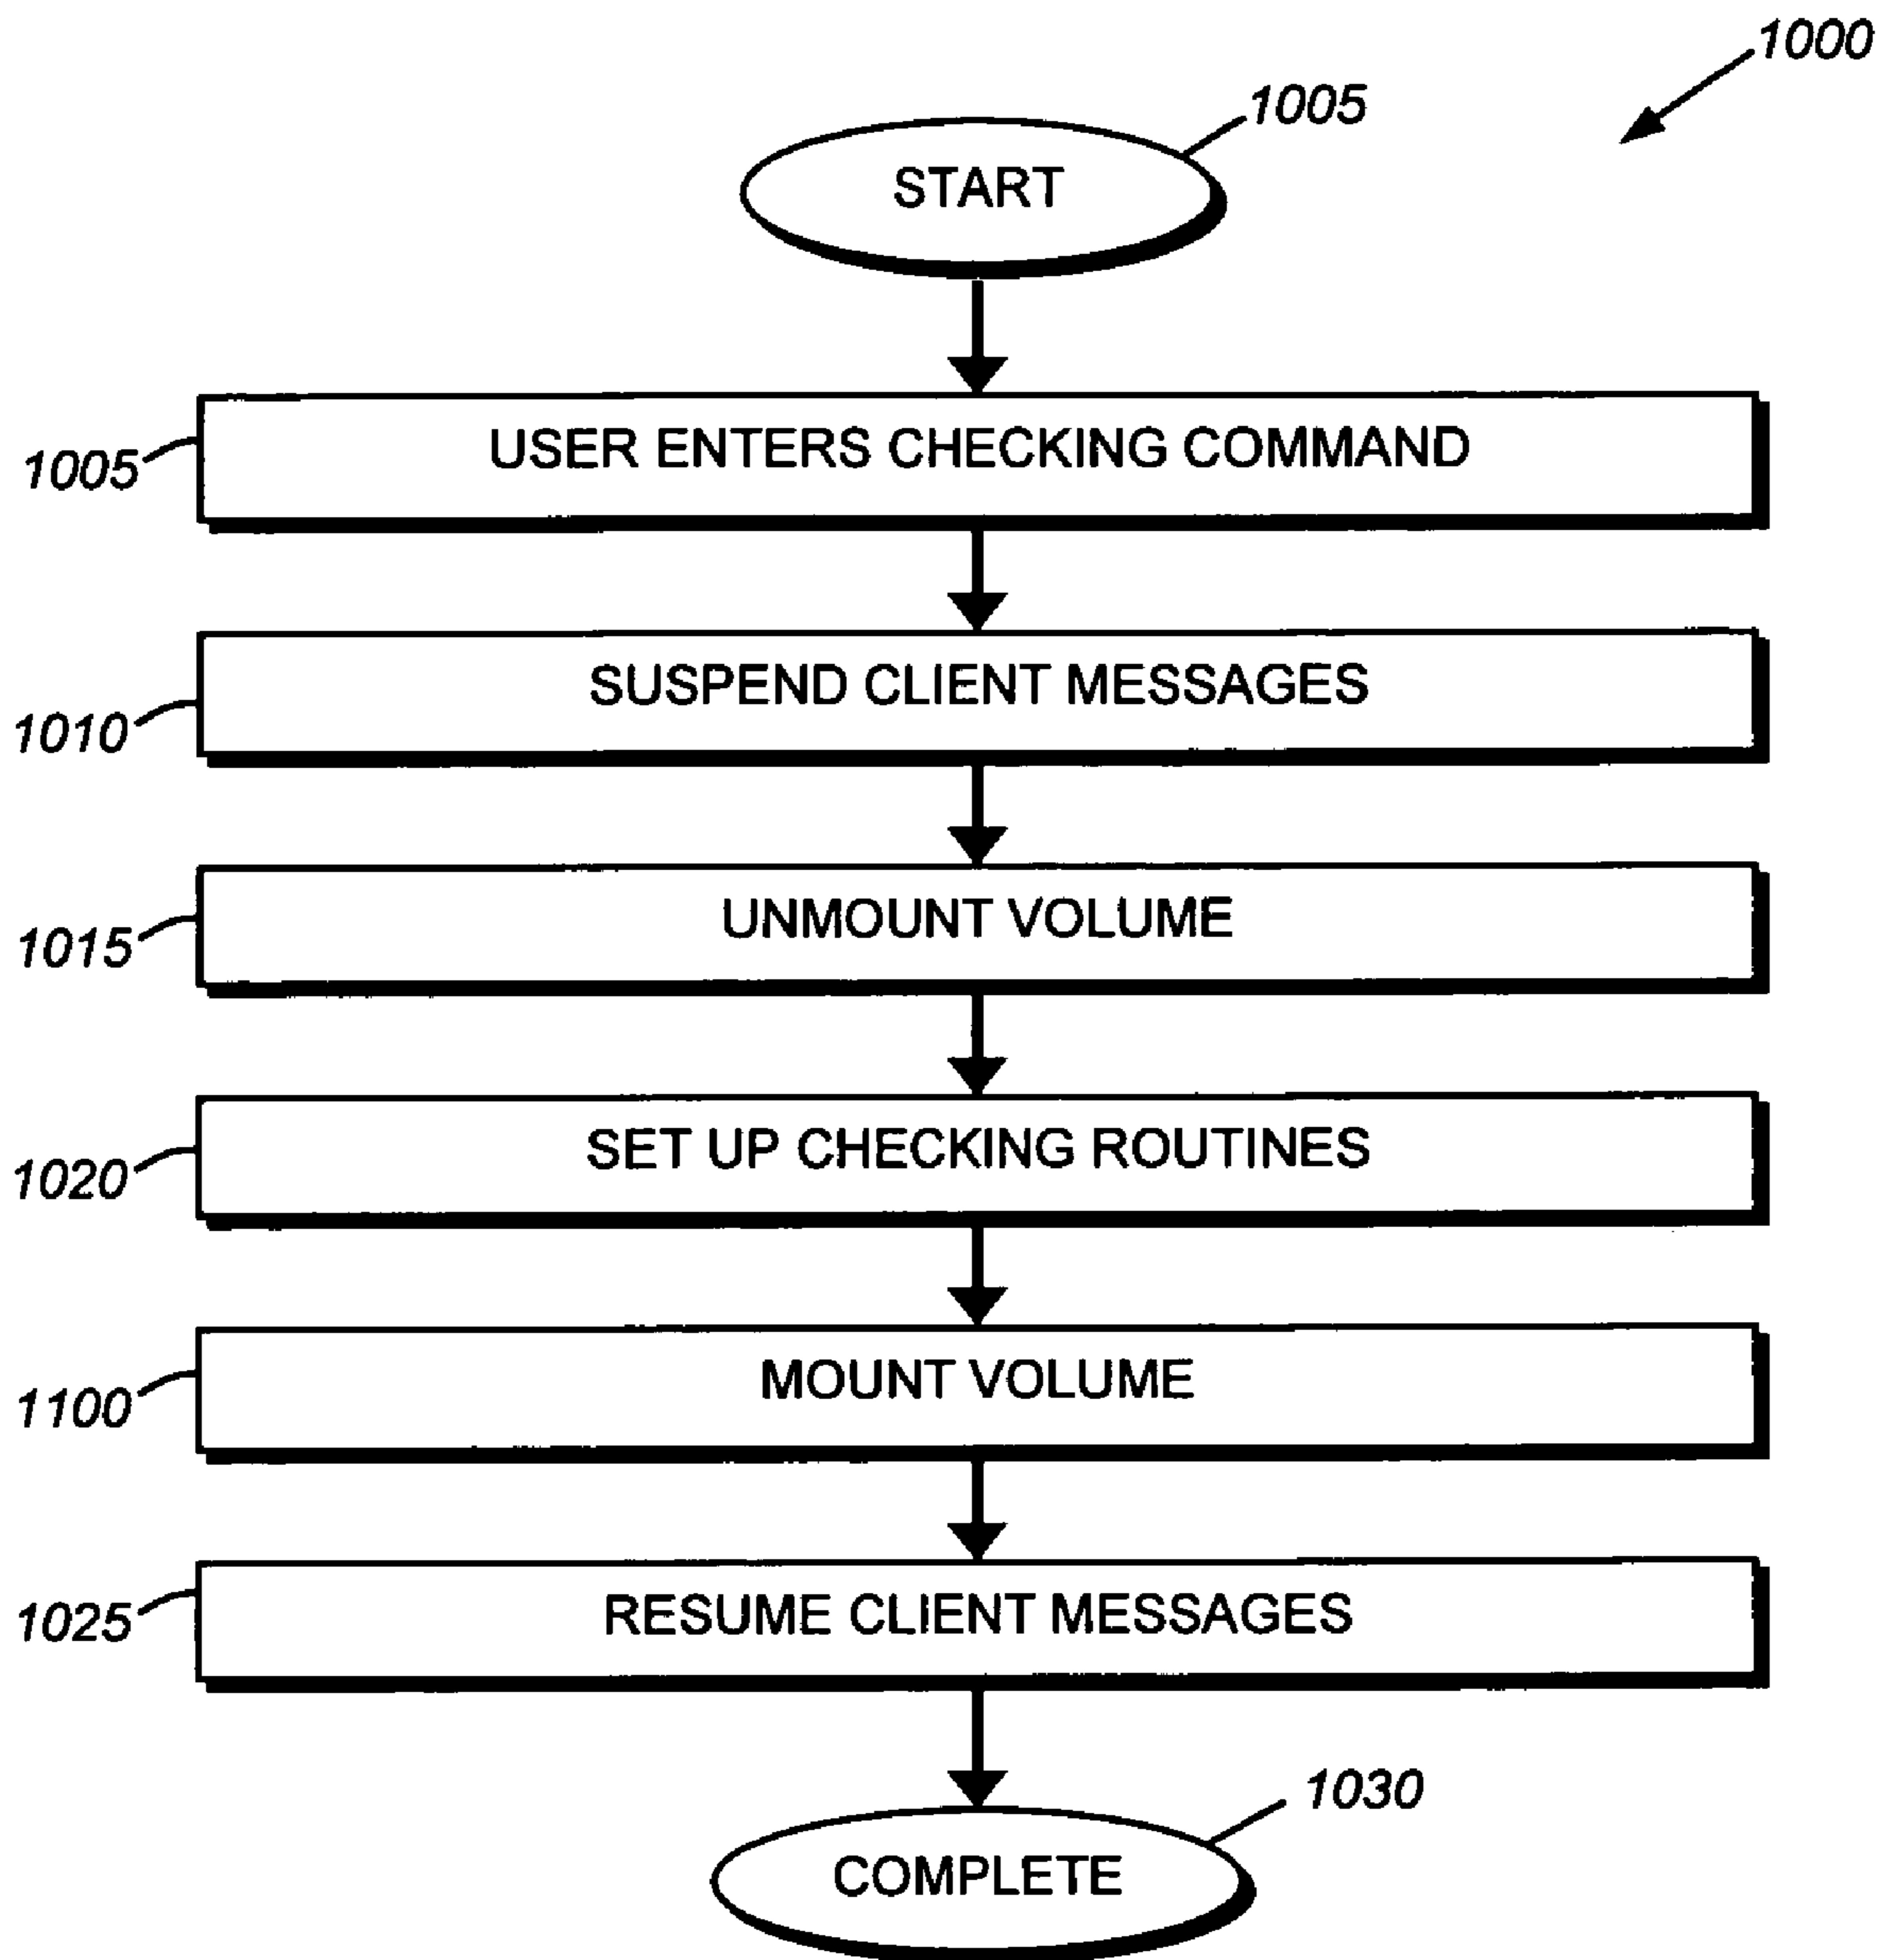 1000
1005
START
USER ENTERS CHECKING COMMAND
1005
SUSPEND CLIENT MESSAGES
1010
UNMOUNT VOLUME
1015
SET UP CHECKING ROUTINES
1020
MOUNT VOLUME
1100
RESUME CLIENT MESSAGES
1025
1030
COMPLETE